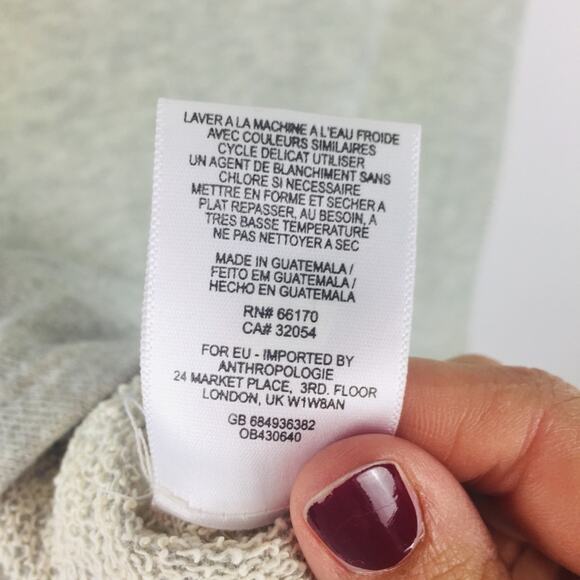 LAVER A LA MACHINE A L'EAU FROIDE
AVEC COULEURS SIMILAIRES
CYCLE DELICAT UTILISER
UN AGENT DE BLANCHIMENT SANS
CHLORE SI NECESSAIRE
METTRE EN FORME ET SECHER A
PLAT REPASSER, AU BESOIN, A
TRES BASSE TEMPERATURE
NE PAS NETTOYER A SEC
MADE IN GUATEMALA /
FEITO EM GUATEMALA /
HECHO EN GUATEMALA
RN# 66170
CA# 32054
FOR EU - IMPORTED BY
ANTHROPOLOGIE
24 MARKET PLACE, 3RD. FLOOR
LONDON, UK W1W8AN
GB 684936382
OB430640